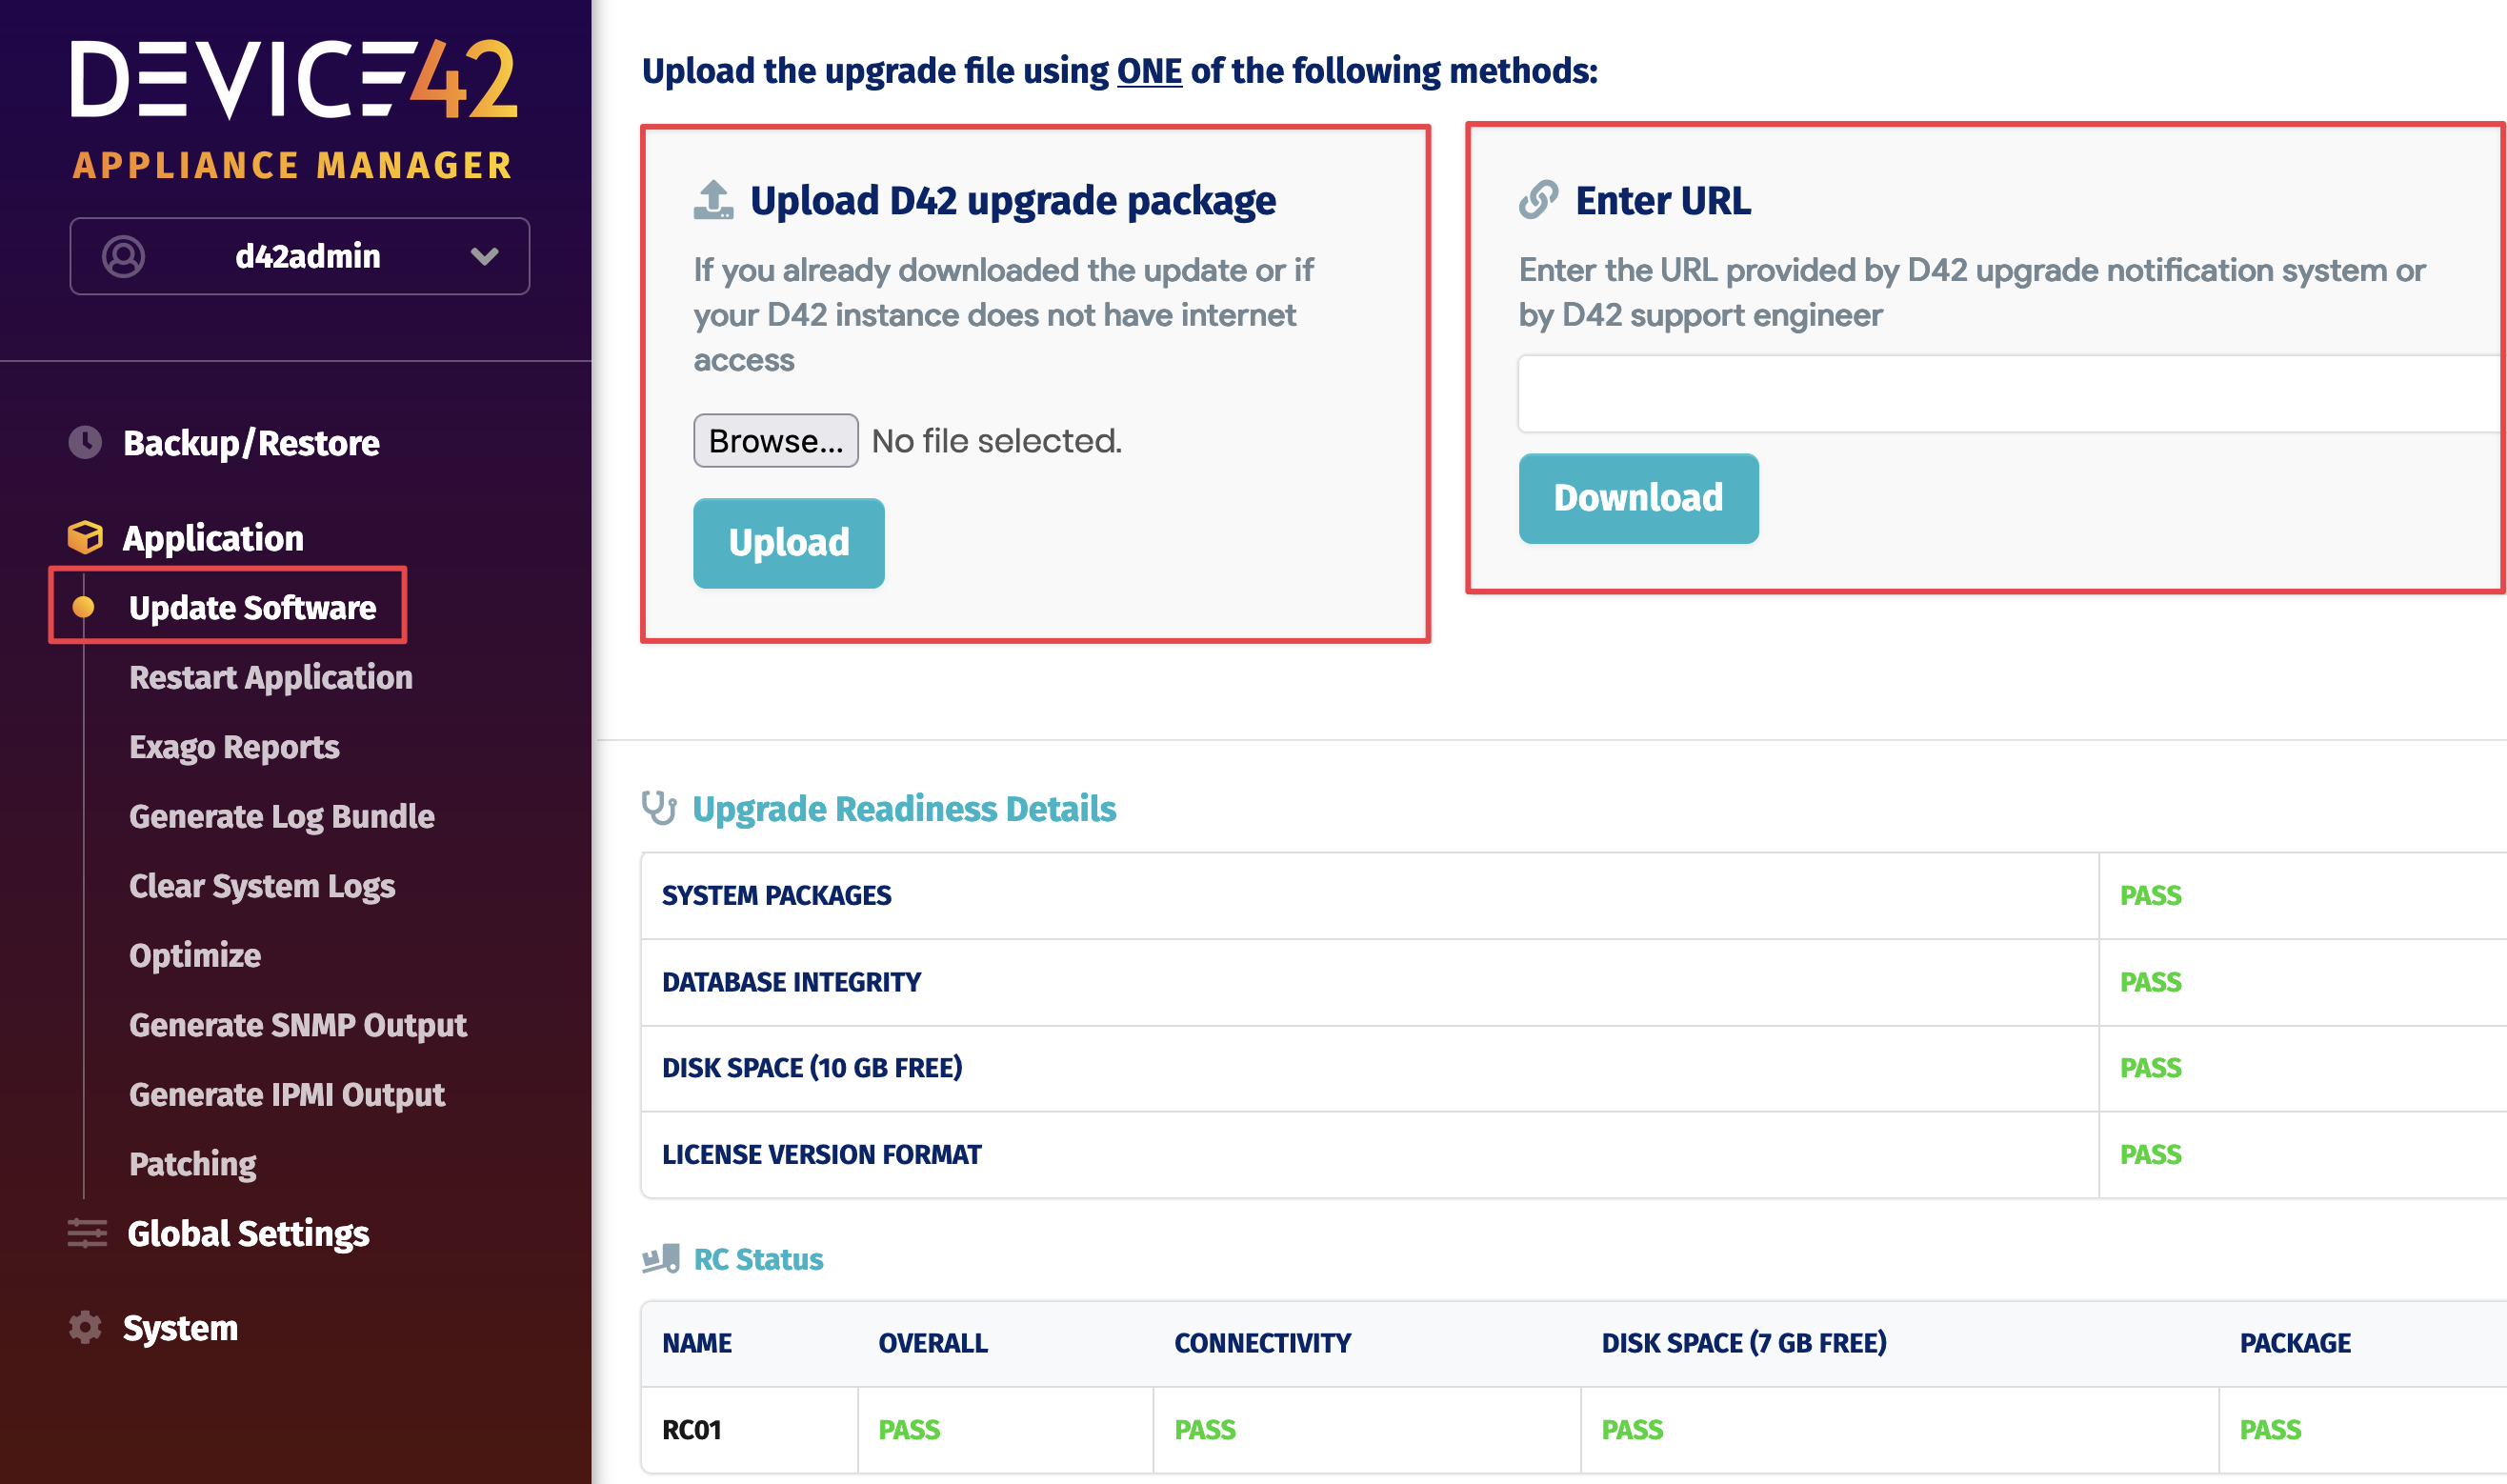 DEVICE42
APPLIANCE MANAGER
d42admin
Backup/Restore
Application
Update Software
Restart Application
Exago Reports
Generate Log Bundle
Clear System Logs
Optimize
Generate SNMP Output
Generate IPMI Output
Patching
Global Settings
System
Upload the upgrade file using ONE of the following methods:
Upload D42 upgrade package
If you already downloaded the update or if
your D42 instance does not have internet
access
Browse... No file selected.
Upload
Enter URL
Enter the URL provided by D42 upgrade notification system or
by D42 support engineer
Download
Upgrade Readiness Details
SYSTEM PACKAGES PASS
DATABASE INTEGRITY PASS
DISK SPACE (10 GB FREE) PASS
LICENSE VERSION FORMAT PASS
RC Status
NAME OVERALL CONNECTIVITY DISK SPACE (7 GB FREE) PACKAGE
RC01 PASS PASS PASS PASS